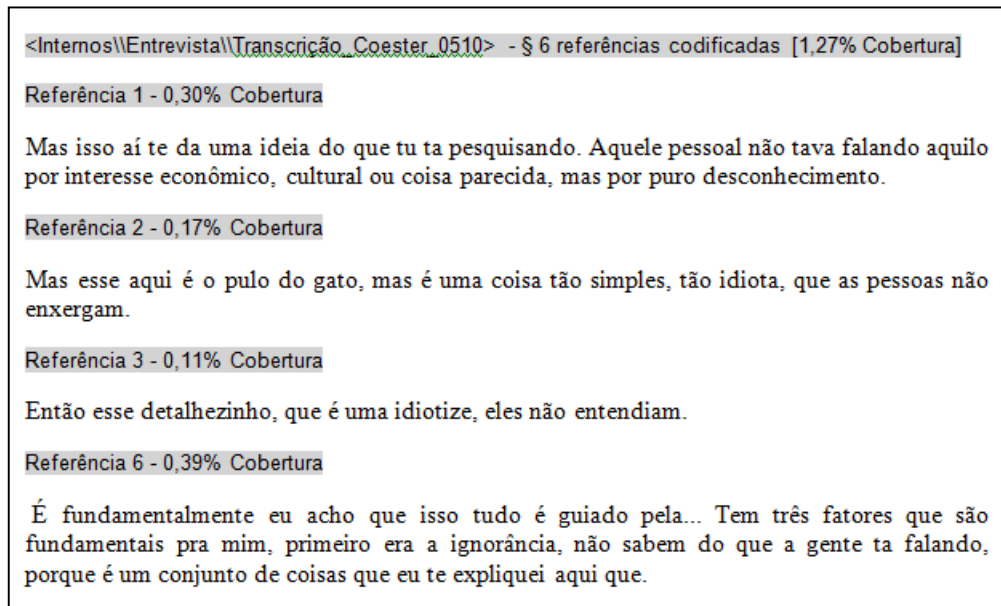 <Internos\\Entrevista\\Transcrição_Coester_0510> - § 6 referências codificadas [1,27% Cobertura]
Referência 1 - 0,30% Cobertura
Mas isso aí te da uma ideia do que tu ta pesquisando. Aquele pessoal não tava falando aquilo
por interesse econômico, cultural ou coisa parecida, mas por puro desconhecimento.
Referência 2 - 0,17% Cobertura
Mas esse aqui é o pulo do gato, mas é uma coisa tão simples, tão idiota, que as pessoas não
enxergam.
Referência 3 - 0,11% Cobertura
Então esse detalhezinho, que é uma idiotize, eles não entendiam.
Referência 6 - 0,39% Cobertura
É fundamentalmente eu acho que isso tudo é guiado pela... Tem três fatores que são
fundamentais pra mim, primeiro era a ignorância, não sabem do que a gente ta falando,
porque é um conjunto de coisas que eu te expliquei aqui que.